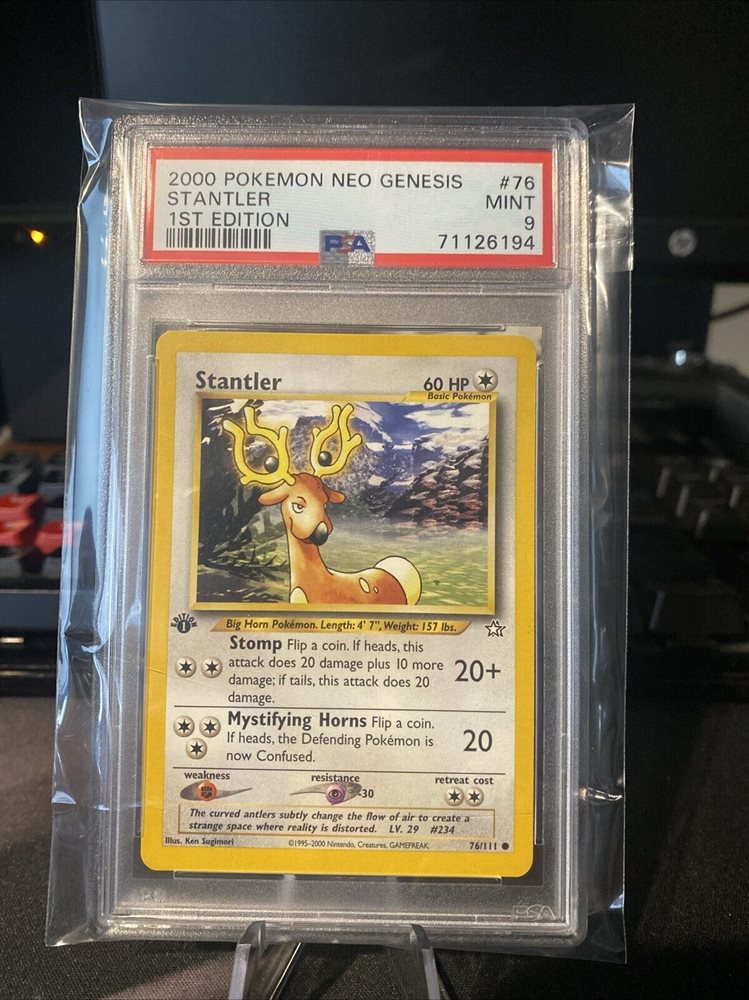 2000 POKEMON NEO GENESIS #76
STANTLER MINT
1ST EDITION 9
PSA 71126194
Stantler 60 HP
Basic Pokémon
EDITION
1
Big Horn Pokémon. Length: 4' 7", Weight: 157 lbs.
Stomp Flip a coin. If heads, this
attack does 20 damage plus 10 more 20+
damage; if tails, this attack does 20
damage.
Mystifying Horns Flip a coin.
If heads, the Defending Pokémon is 20
now Confused.
weakness resistance retreat cost
-30
The curved antlers subtly change the flow of air to create a
strange space where reality is distorted. LV. 29 #234
Illus. Ken Sugimori ©1995-2000 Nintendo, Creatures, GAMEFREAK. 76/111
PSA
hp